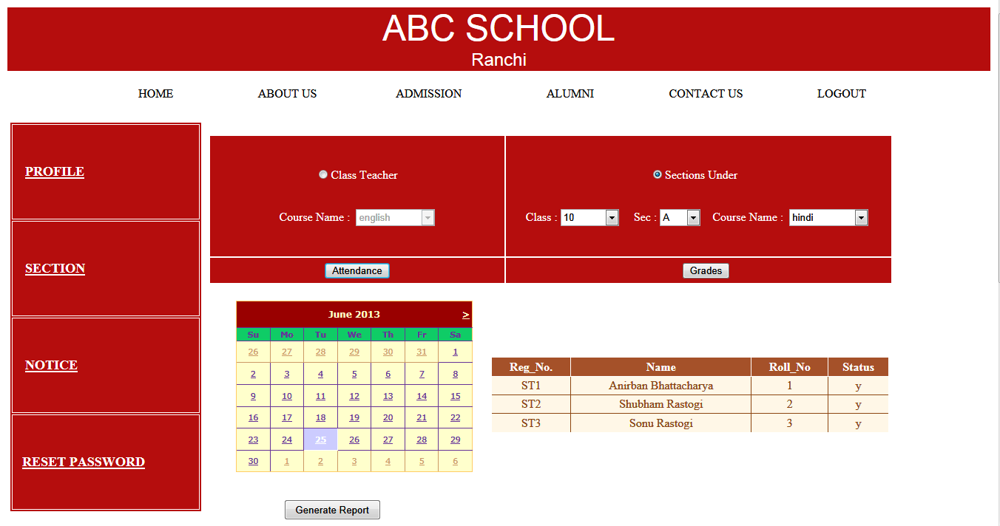 ABC SCHOOL
Ranchi
HOME ABOUT US ADMISSION ALUMNI CONTACT US LOGOUT
PROFILE
SECTION
NOTICE
RESET PASSWORD
Class Teacher
Course Name : english
Sections Under
Class : 10 Sec : A Course Name : hindi
Attendance
Grades
June 2013 >
Su Mo Tu We Th Fr Sa
26 27 28 29 30 31 1
2 3 4 5 6 7 8
9 10 11 12 13 14 15
16 17 18 19 20 21 22
23 24 25 26 27 28 29
30 1 2 3 4 5 6
Generate Report
Reg_No. Name Roll_No Status
ST1 Anirban Bhattacharya 1 y
ST2 Shubham Rastogi 2 y
ST3 Sonu Rastogi 3 y